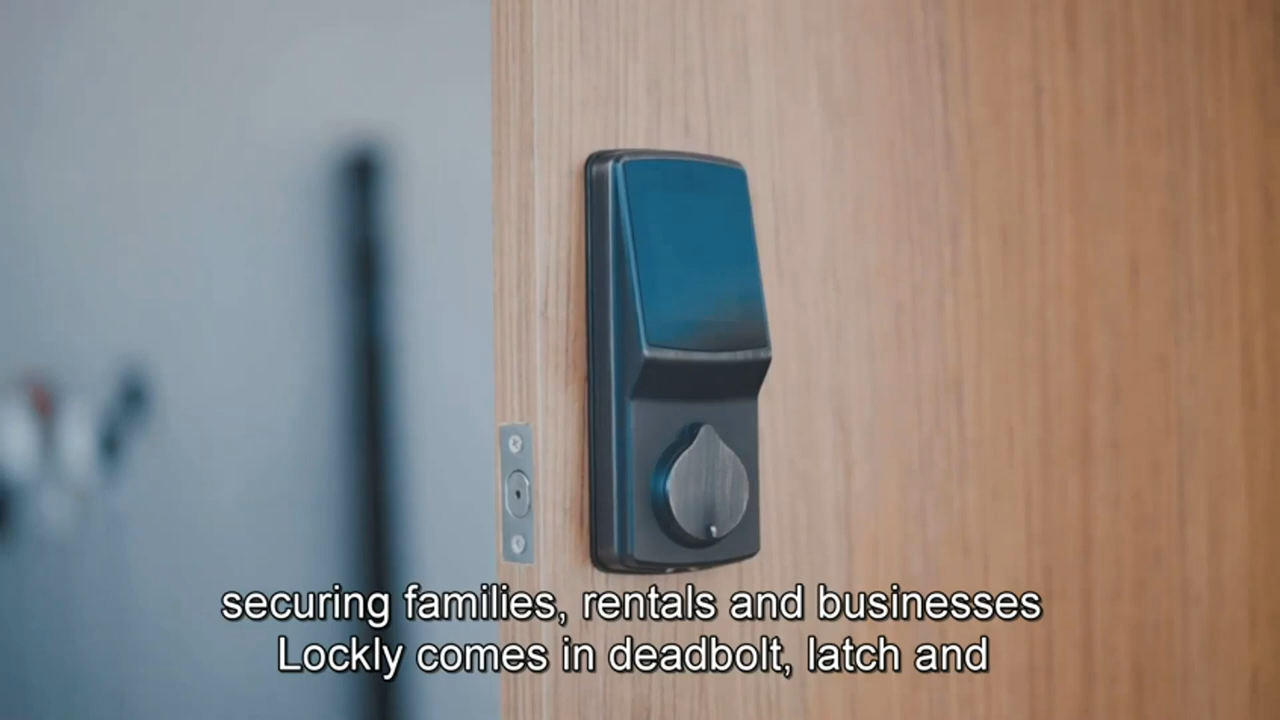 securing families, rentals and businesses
Lockly comes in deadbolt, latch and